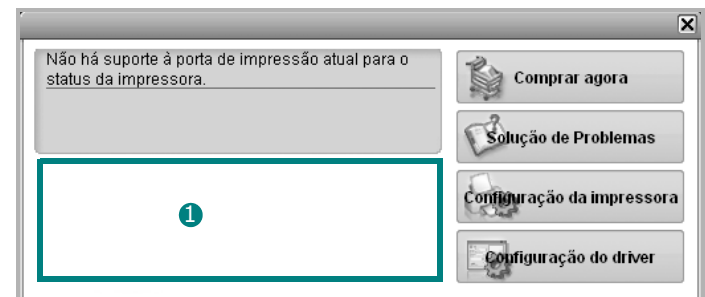 Não há suporte à porta de impressão atual para o
status da impressora.
Comprar agora
Solução de Problemas
Configuração da impressora
Configuração do driver
1